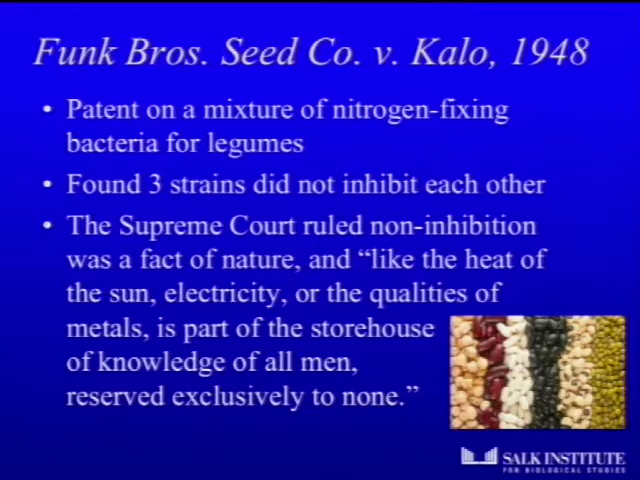 Funk Bros. Seed Co. v. Kalo, 1948
• Patent on a mixture of nitrogen-fixing
bacteria for legumes
• Found 3 strains did not inhibit each other
• The Supreme Court ruled non-inhibition
was a fact of nature, and “like the heat of
the sun, electricity, or the qualities of
metals, is part of the storehouse
of knowledge of all men,
reserved exclusively to none.”
SALK INSTITUTE
FOR BIOLOGICAL STUDIES